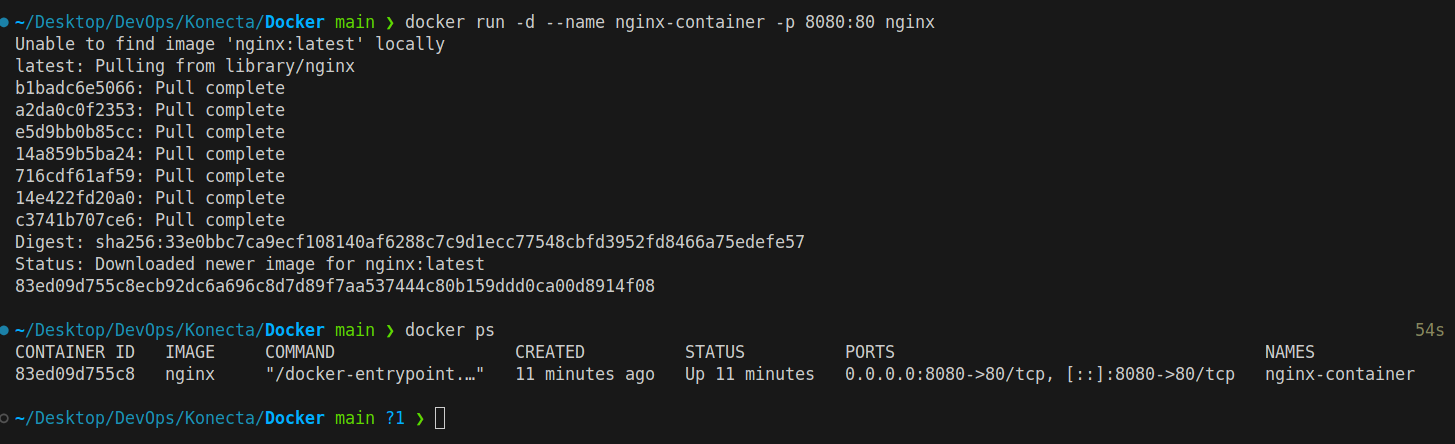 ~/Desktop/DevOps/Konecta/Docker main ❯ docker run -d --name nginx-container -p 8080:80 nginx
Unable to find image 'nginx:latest' locally
latest: Pulling from library/nginx
b1badc6e5066: Pull complete
a2da0c0f2353: Pull complete
e5d9bb0b85cc: Pull complete
14a859b5ba24: Pull complete
716cdf61af59: Pull complete
14e422fd20a0: Pull complete
c3741b707ce6: Pull complete
Digest: sha256:33e0bbc7ca9ecf108140af6288c7c9d1ecc77548cbfd3952fd8466a75edefe57
Status: Downloaded newer image for nginx:latest
83ed09d755c8ecb92dc6a696c8d7d89f7aa537444c80b159ddd0ca00d8914f08
~/Desktop/DevOps/Konecta/Docker main ❯ docker ps 54s
CONTAINER ID IMAGE COMMAND CREATED STATUS PORTS NAMES
83ed09d755c8 nginx "/docker-entrypoint.…" 11 minutes ago Up 11 minutes 0.0.0.0:8080->80/tcp, [::]:8080->80/tcp nginx-container
~/Desktop/DevOps/Konecta/Docker main ?1 ❯